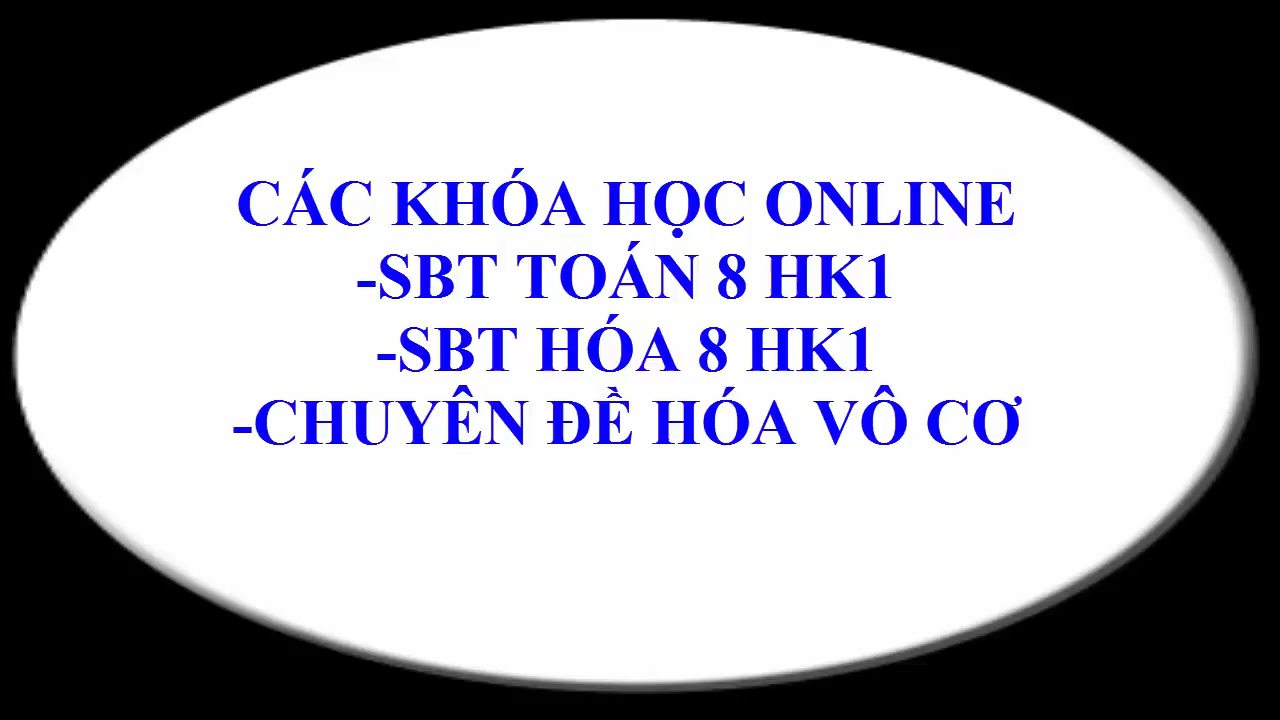 CÁC KHÓA HỌC ONLINE
-SBT TOÁN 8 HK1
-SBT HÓA 8 HK1
-CHUYÊN ĐỀ HÓA VÔ CƠ